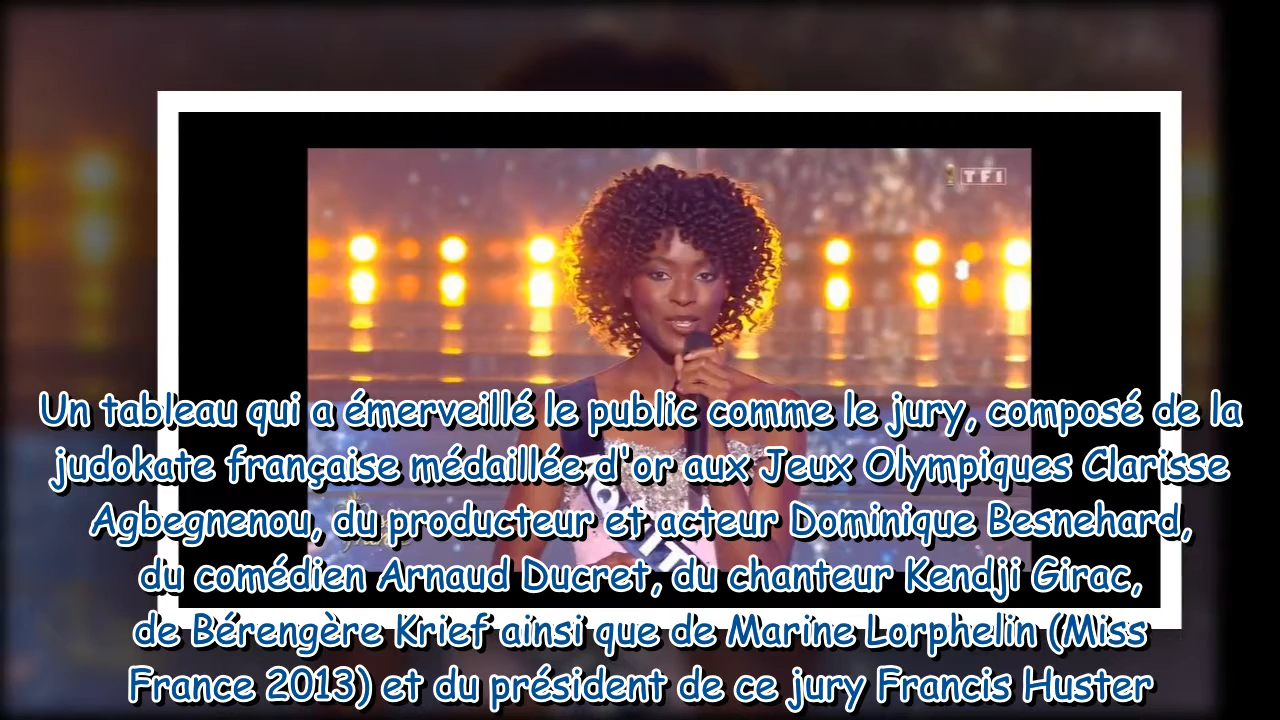 TF1
Un tableau qui a émerveillé le public comme le jury, composé de la
judokate française médaillée d'or aux Jeux Olympiques Clarisse
Agbegnenou, du producteur et acteur Dominique Besnehard,
du comédien Arnaud Ducret, du chanteur Kendji Girac,
de Bérengère Krief ainsi que de Marine Lorphelin (Miss
France 2013) et du président de ce jury Francis Huster